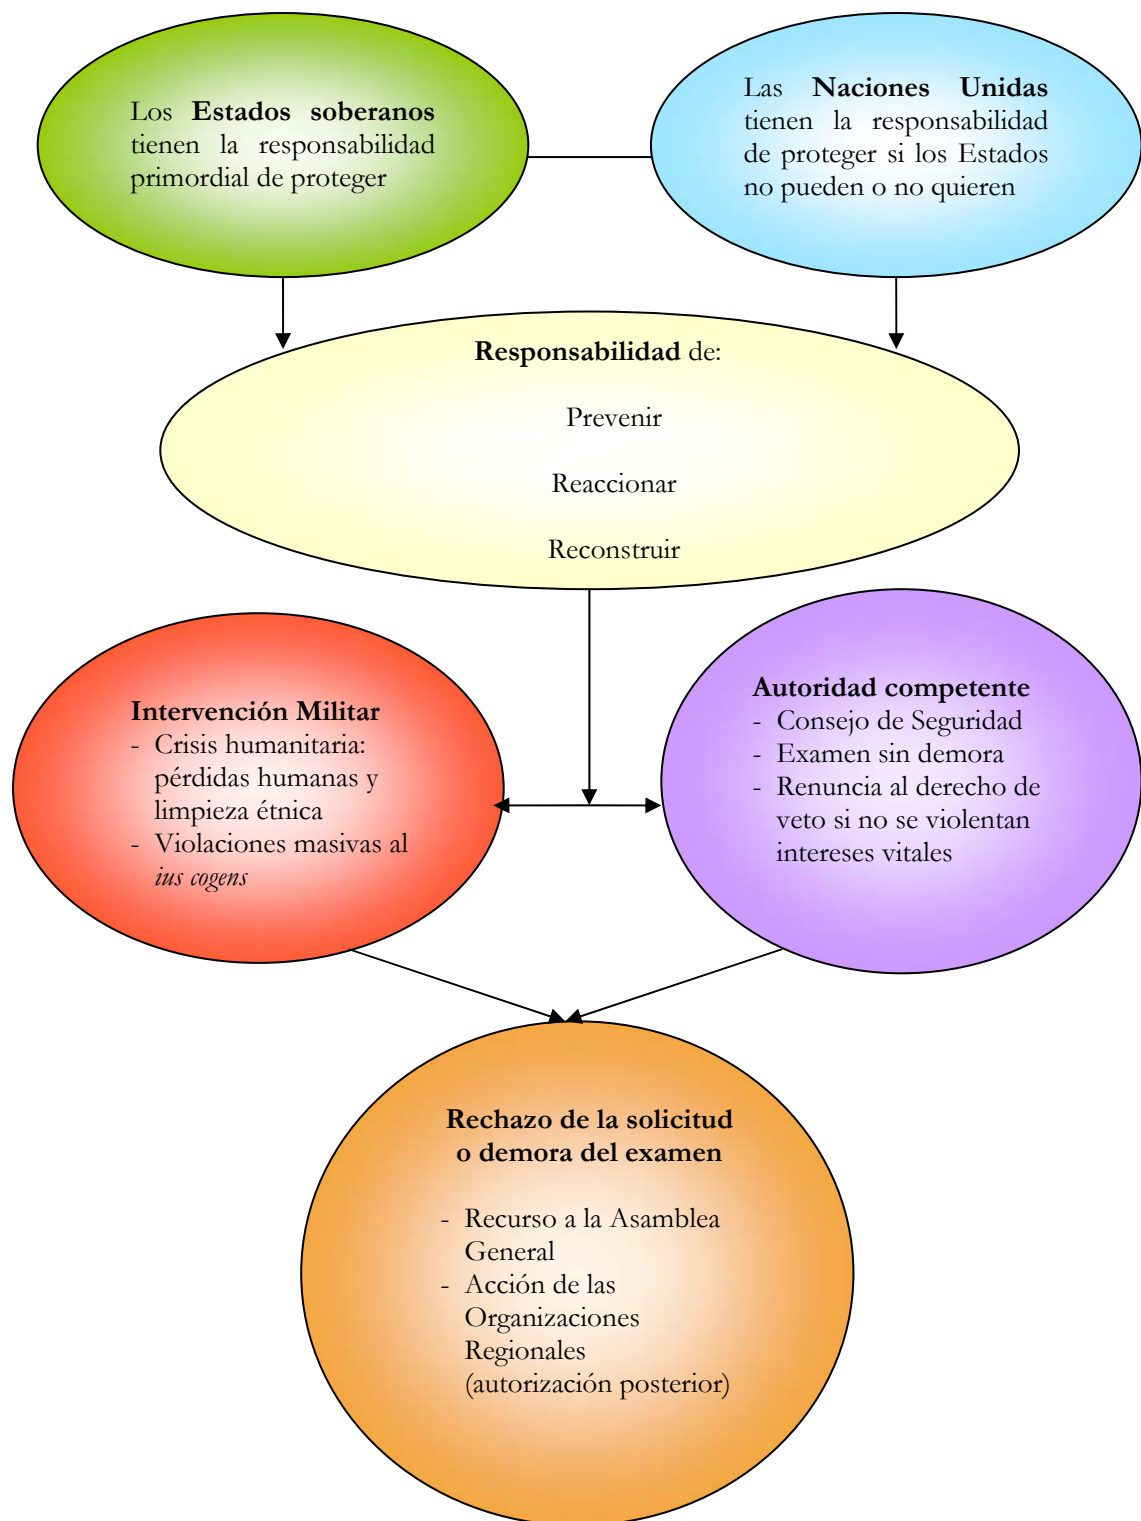 Los Estados soberanos
tienen la responsabilidad
primordial de proteger
Las Naciones Unidas
tienen la responsabilidad
de proteger si los Estados
no pueden o no quieren
Responsabilidad de:
Prevenir
Reaccionar
Reconstruir
Intervención Militar
- Crisis humanitaria:
pérdidas humanas y
limpieza étnica
- Violaciones masivas al
ius cogens
Autoridad competente
- Consejo de Seguridad
- Examen sin demora
- Renuncia al derecho de
veto si no se violentan
intereses vitales
Rechazo de la solicitud
o demora del examen
- Recurso a la Asamblea
General
- Acción de las
Organizaciones
Regionales
(autorización posterior)